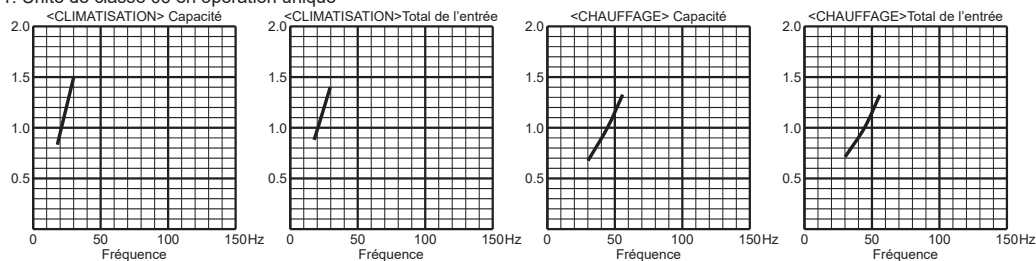 Unité de classe en opération unique
<CLIMATISATION> Capacité
2.0
1.5
1.0
0.5
0 50 100 150Hz
Fréquence
<CLIMATISATION>Total de l'entrée
2.0
1.5
1.0
0.5
0 50 100 150Hz
Fréquence
<CHAUFFAGE> Capacité
2.0
1.5
1.0
0.5
0 50 100 150Hz
Fréquence
<CHAUFFAGE>Total de l'entrée
2.0
1.5
1.0
0.5
0 50 100 150Hz
Fréquence